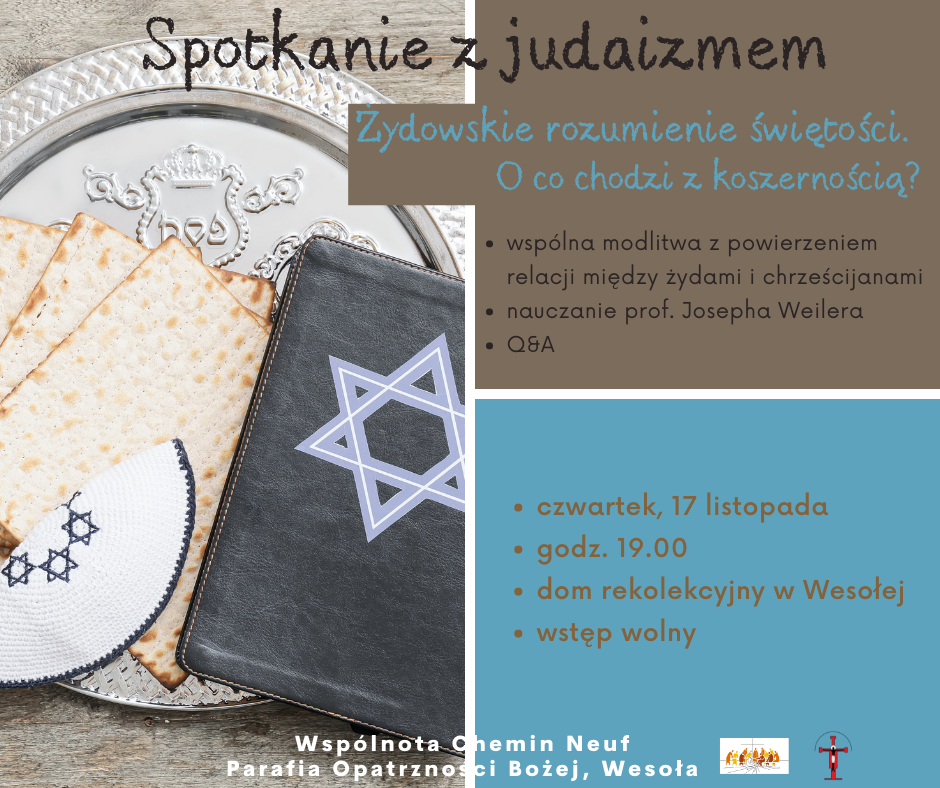 Spotkanie z judaizmem
Żydowskie rozumienie świętości.
O co chodzi z koszernością?
• wspólna modlitwa z powierzeniem
relacji między żydami i chrześcijanami
• nauczanie prof. Josepha Weilera
• Q&A
• czwartek, 17 listopada
• godz. 19.00
• dom rekolekcyjny w Wesołej
• wstęp wolny
Wspólnota Chemin Neuf
Parafia Opatrzności Bożej, Wesoła
פסח